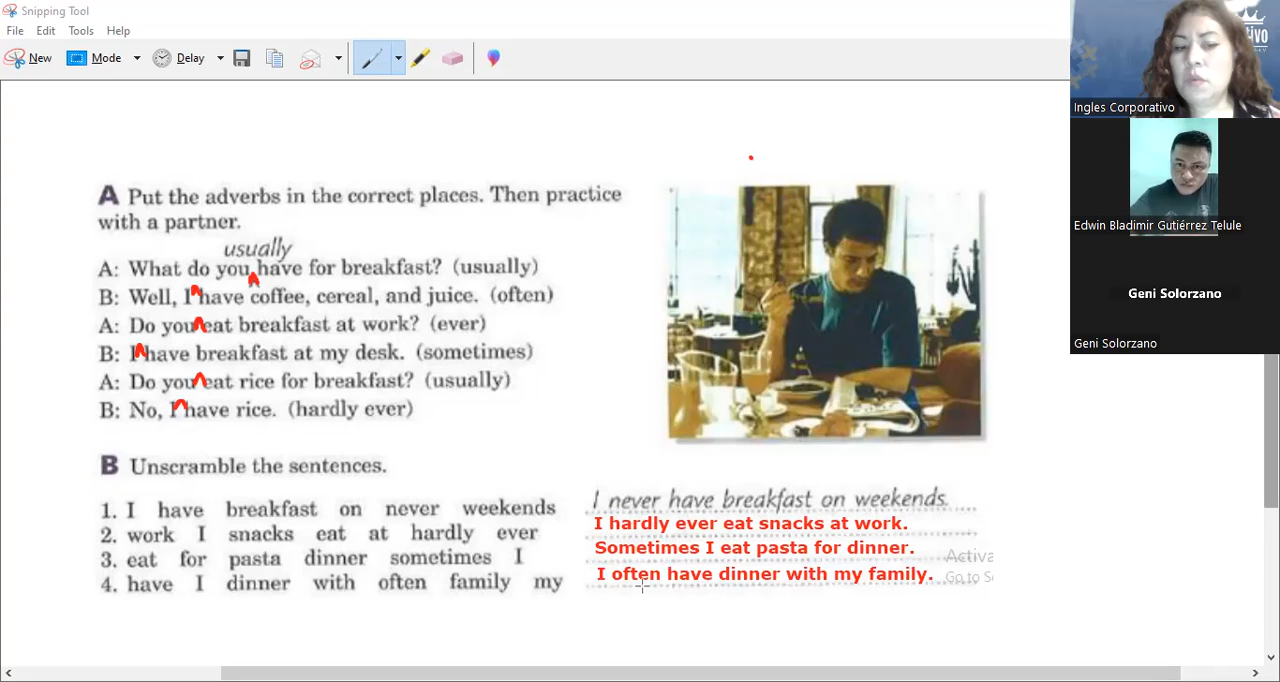 Snipping Tool
File Edit Tools Help
New Mode Delay
Ingles Corporativo
Edwin Bladimir Gutiérrez Telule
Geni Solorzano
Geni Solorzano
A Put the adverbs in the correct places. Then practice
with a partner.
usually
A: What do you have for breakfast? (usually)
B: Well, I have coffee, cereal, and juice. (often)
A: Do you eat breakfast at work? (ever)
B: I have breakfast at my desk. (sometimes)
A: Do you eat rice for breakfast? (usually)
B: No, I have rice. (hardly ever)
B Unscramble the sentences.
1. I have breakfast on never weekends
I never have breakfast on weekends.
2. work I snacks eat at hardly ever
I hardly ever eat snacks at work.
3. eat for pasta dinner sometimes I
Sometimes I eat pasta for dinner.
4. have I dinner with often family my
I often have dinner with my family.
Activa
Go to S